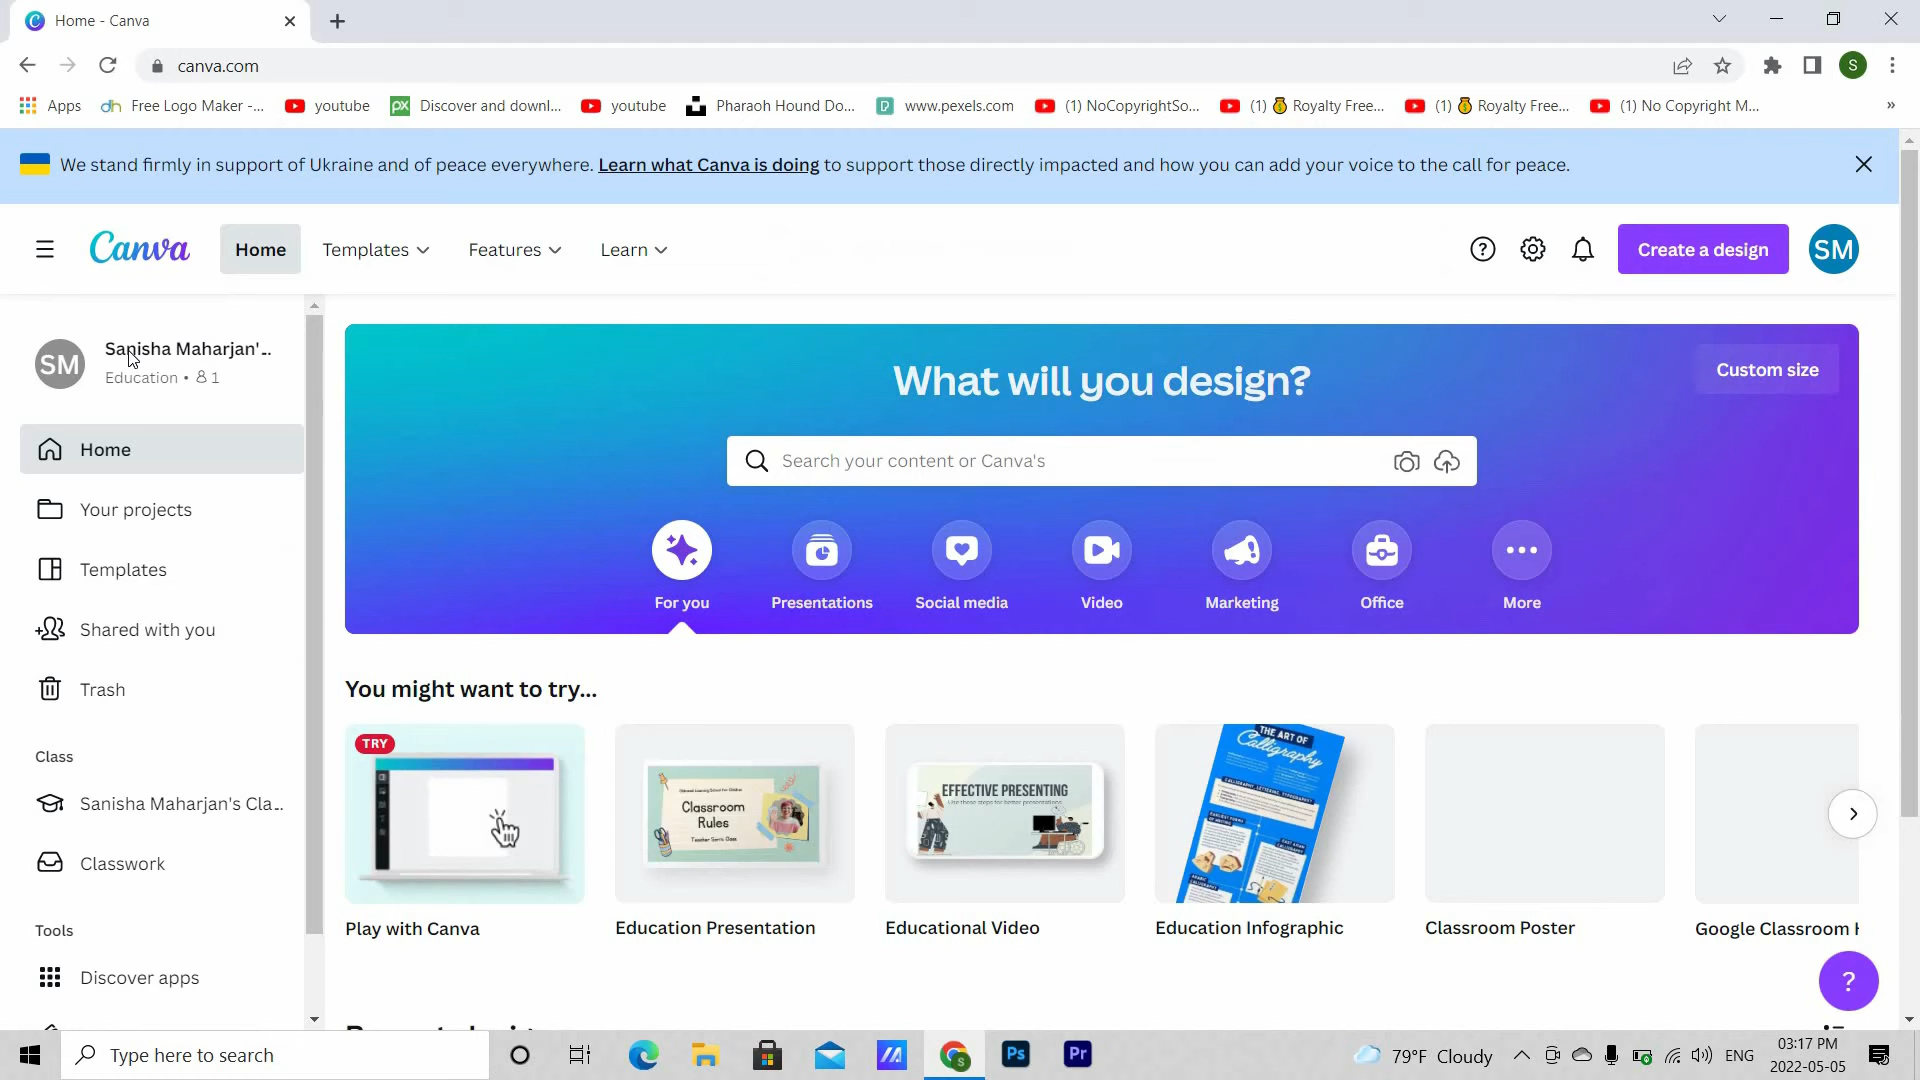 Home - Canva
canva.com
Apps
Free Logo Maker -...
youtube
Discover and downl...
youtube
Pharaoh Hound Do...
www.pexels.com
(1) NoCopyrightSo...
(1) 💰 Royalty Free...
(1) 💰 Royalty Free...
(1) No Copyright M...
»
S
We stand firmly in support of Ukraine and of peace everywhere. Learn what Canva is doing to support those directly impacted and how you can add your voice to the call for peace.
Canva
Home
Templates
Features
Learn
Create a design
SM
SM
Sanisha Maharjan'...
Education • 1
Home
Your projects
Templates
Shared with you
Trash
Class
Sanisha Maharjan's Cla...
Classwork
Tools
Discover apps
What will you design?
Custom size
Search your content or Canva's
For you
Presentations
Social media
Video
Marketing
Office
More
You might want to try...
TRY
Classroom
Rules
EFFECTIVE PRESENTING
THE ART OF
Calligraphy
Play with Canva
Education Presentation
Educational Video
Education Infographic
Classroom Poster
Google Classroom H
?
Type here to search
Ps
Pr
79°F Cloudy
ENG
03:17 PM
2022-05-05